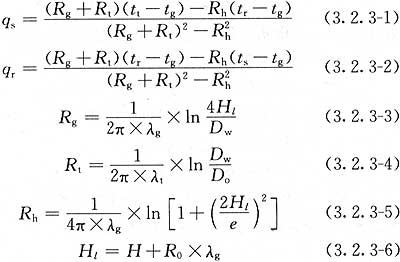 $q_s = \frac{(R_g + R_t)(t_t - t_g) - R_h(t_r - t_g)}{(R_g + R_t)^2 - R_h^2}$ (3.2.3-1)
$q_r = \frac{(R_g + R_t)(t_r - t_g) - R_h(t_s - t_g)}{(R_g + R_t)^2 - R_h^2}$ (3.2.3-2)
$R_g = \frac{1}{2\pi \times \lambda_g} \times \ln \frac{4H_l}{D_w}$ (3.2.3-3)
$R_t = \frac{1}{2\pi \times \lambda_t} \times \ln \frac{D_w}{D_o}$ (3.2.3-4)
$R_h = \frac{1}{4\pi \times \lambda_g} \times \ln \left[ 1 + \left( \frac{2H_l}{e} \right)^2 \right]$ (3.2.3-5)
$H_l = H + R_0 \times \lambda_g$ (3.2.3-6)